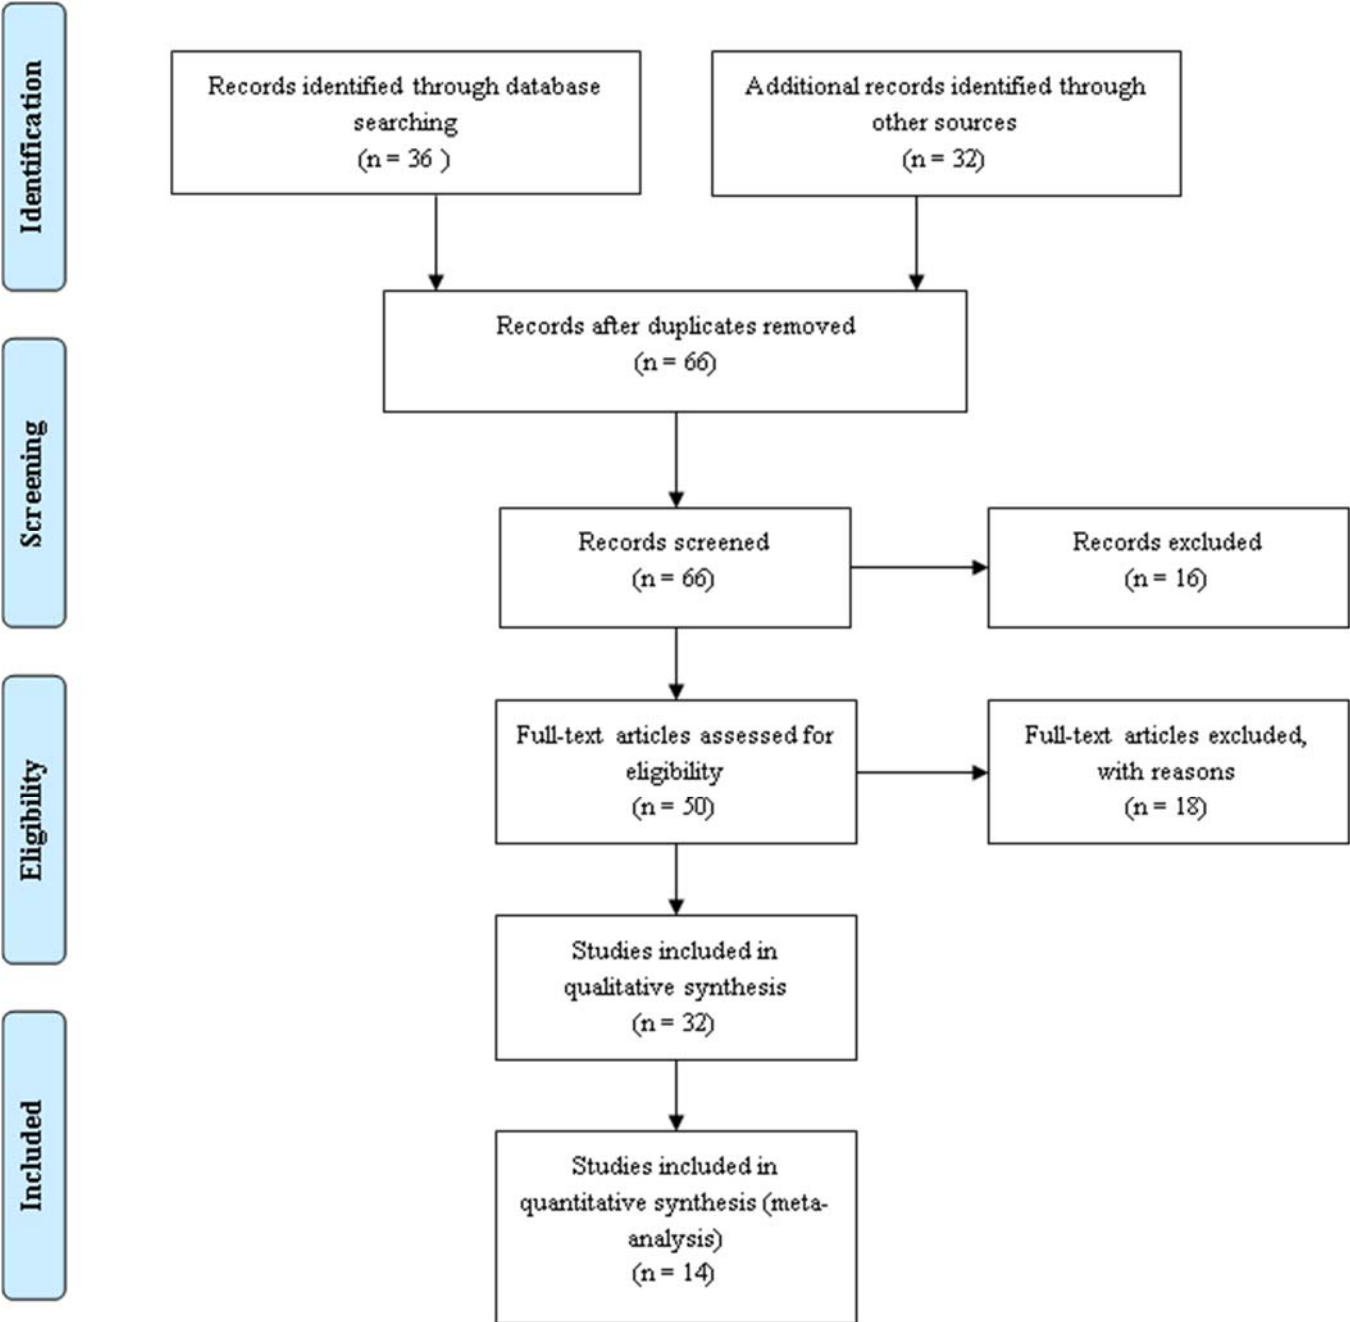 Identification
Records identified through database
searching
(n = 36 )
Additional records identified through
other sources
(n = 32)
Records after duplicates removed
(n = 66)
Screening
Records screened
(n = 66)
Records excluded
(n = 16)
Eligibility
Full-text articles assessed for
eligibility
(n = 50)
Full-text articles excluded,
with reasons
(n = 18)
Studies included in
qualitative synthesis
(n = 32)
Included
Studies included in
quantitative synthesis (meta-
analysis)
(n = 14)